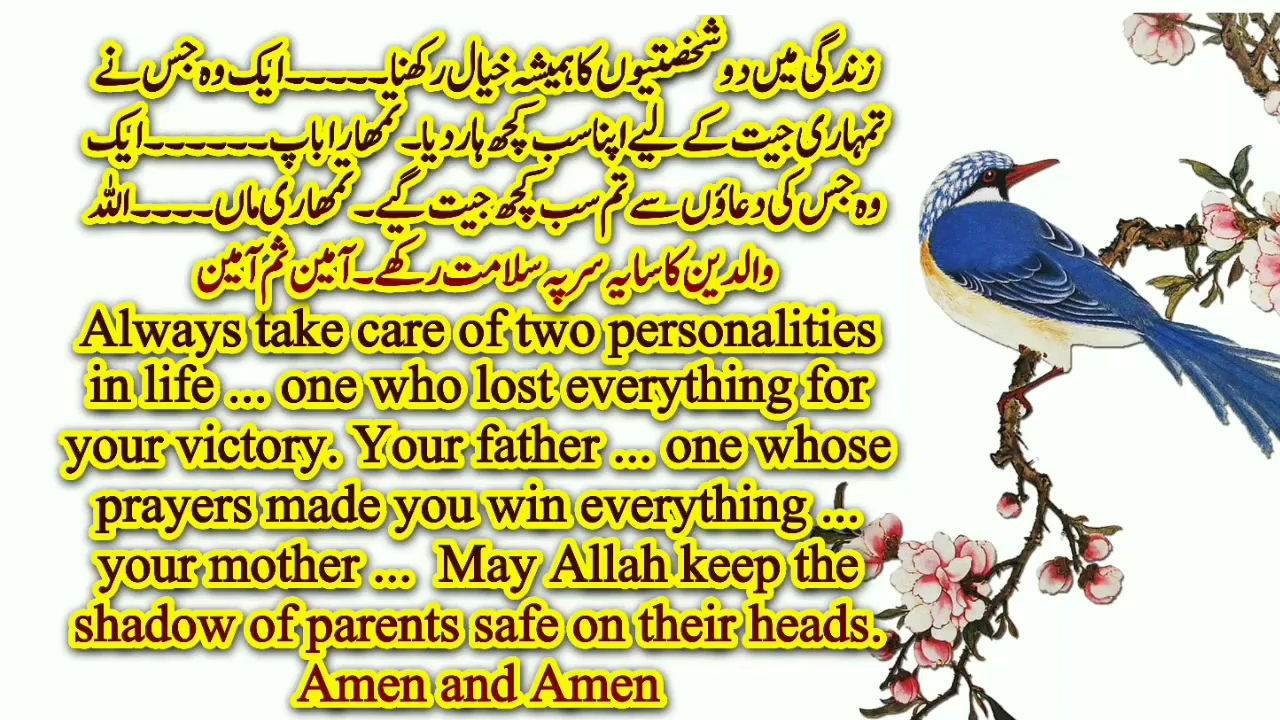 زندگی میں دو شخصتیوں کا ہمیشہ خیال رکھنا۔۔۔۔۔ ایک وہ جس نے
تمہاری جیت کے لیے اپنا سب کچھ ہار دیا۔ تمھارا باپ۔۔۔۔۔۔ ایک
وہ جس کی دعاؤں سے تم سب کچھ جیت گیے۔ تمھاری ماں۔۔۔۔ اللہ
والدین کا سایہ سر پہ سلامت رکھے۔ آمین ثم آمین
Always take care of two personalities
in life ... one who lost everything for
your victory. Your father ... one whose
prayers made you win everything ...
your mother ... May Allah keep the
shadow of parents safe on their heads.
Amen and Amen